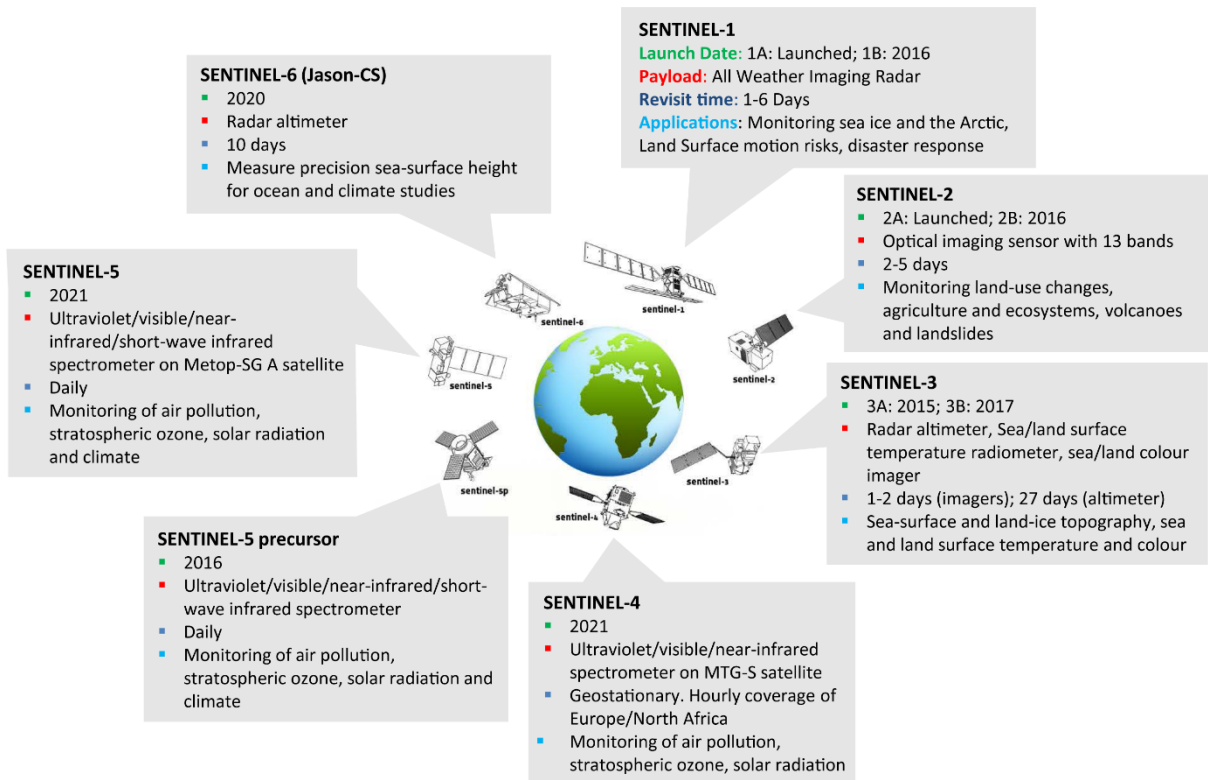 SENTINEL-1
Launch Date: 1A: Launched; 1B: 2016
Payload: All Weather Imaging Radar
Revisit time: 1-6 Days
Applications: Monitoring sea ice and the Arctic,
Land Surface motion risks, disaster response
SENTINEL-6 (Jason-CS)
2020
Radar altimeter
10 days
Measure precision sea-surface height
for ocean and climate studies
SENTINEL-2
2A: Launched; 2B: 2016
Optical imaging sensor with 13 bands
2-5 days
Monitoring land-use changes,
agriculture and ecosystems, volcanoes
and landslides
SENTINEL-5
2021
Ultraviolet/visible/near-
infrared/short-wave infrared
spectrometer on Metop-SG A satellite
Daily
Monitoring of air pollution,
stratospheric ozone, solar radiation
and climate
sentinel-6
sentinel-1
sentinel-2
sentinel-5
sentinel-5p
sentinel-3
sentinel-4
SENTINEL-3
3A: 2015; 3B: 2017
Radar altimeter, Sea/land surface
temperature radiometer, sea/land colour
imager
1-2 days (imagers); 27 days (altimeter)
Sea-surface and land-ice topography, sea
and land surface temperature and colour
SENTINEL-5 precursor
2016
Ultraviolet/visible/near-infrared/short-
wave infrared spectrometer
Daily
Monitoring of air pollution,
stratospheric ozone, solar radiation and
climate
SENTINEL-4
2021
Ultraviolet/visible/near-infrared
spectrometer on MTG-S satellite
Geostationary. Hourly coverage of
Europe/North Africa
Monitoring of air pollution,
stratospheric ozone, solar radiation